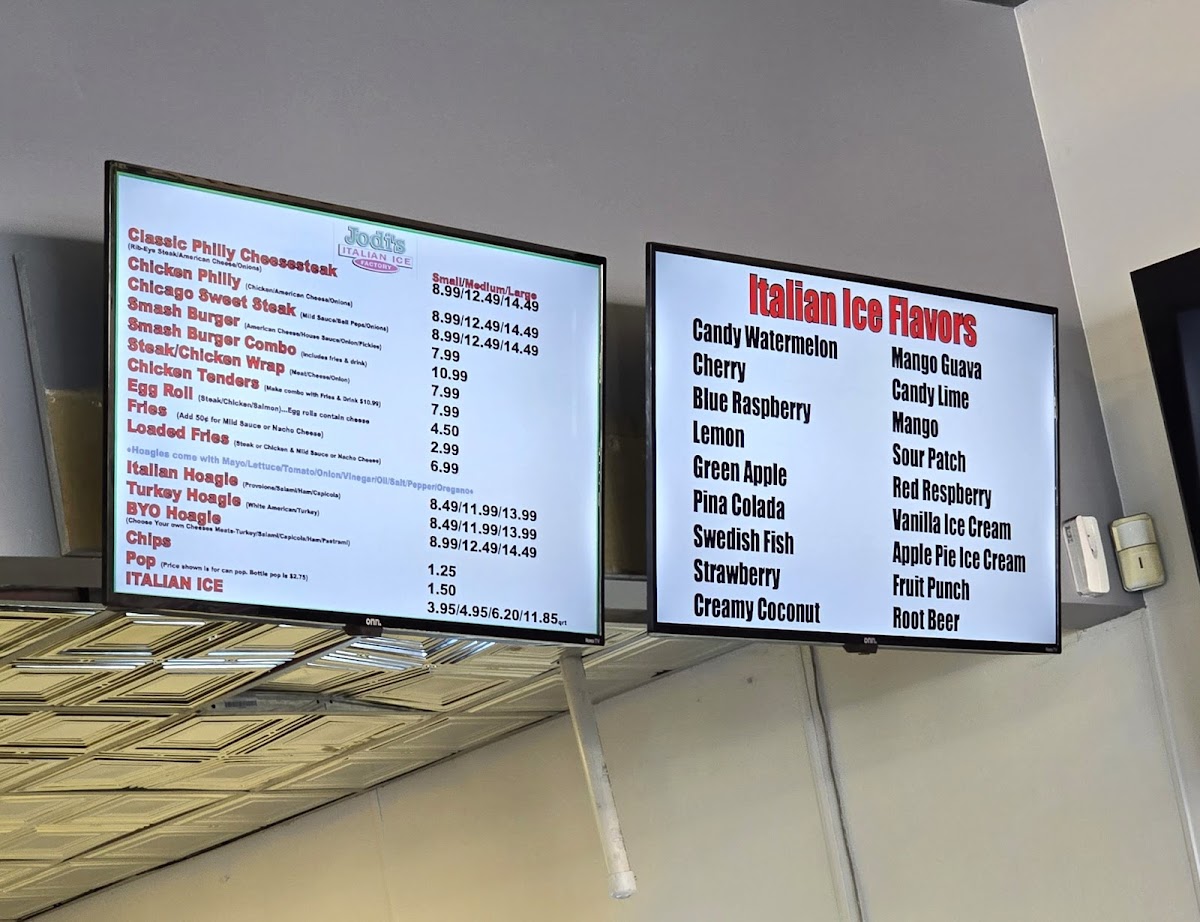 Jodi's
ITALIAN ICE
FACTORY
Small/Medium/Large
Classic Philly Cheesesteak 8.99/12.49/14.49
(Rib-Eye Steak/American Cheese/Onions)
Chicken Philly (Chicken/American Cheese/Onions) 8.99/12.49/14.49
Chicago Sweet Steak (Mild Sauce/Bell Peps/Onions) 8.99/12.49/14.49
Smash Burger (American Cheese/House Sauce/Onion/Pickles) 7.99
Smash Burger Combo (includes fries & drink) 10.99
Steak/Chicken Wrap (Meat/Cheese/Onion) 7.99
Chicken Tenders (Make combo with Fries & Drink $10.99) 7.99
Egg Roll (Steak/Chicken/Salmon)....Egg rolls contain cheese 4.50
Fries (Add 50¢ for Mild Sauce or Nacho Cheese) 2.99
Loaded Fries (Steak or Chicken & Mild Sauce or Nacho Cheese) 6.99
*Hoagies come with Mayo/Lettuce/Tomato/Onion/Vinegar/Oil/Salt/Pepper/Oregano*
Italian Hoagie (Provolone/Salami/Ham/Capicola) 8.49/11.99/13.99
Turkey Hoagie (White American/Turkey) 8.49/11.99/13.99
BYO Hoagie 8.99/12.49/14.49
(Choose Your own Cheeses Meats-Turkey/Salami/Capicola/Ham/Pastrami)
Chips 1.25
Pop (Price shown is for can pop. Bottle pop is $2.75) 1.50
ITALIAN ICE 3.95/4.95/6.20/11.85qrt
onn.
Roku TV
Italian Ice Flavors
Candy Watermelon
Cherry
Blue Raspberry
Lemon
Green Apple
Pina Colada
Swedish Fish
Strawberry
Creamy Coconut
Mango Guava
Candy Lime
Mango
Sour Patch
Red Respberry
Vanilla Ice Cream
Apple Pie Ice Cream
Fruit Punch
Root Beer
onn.
Roku TV